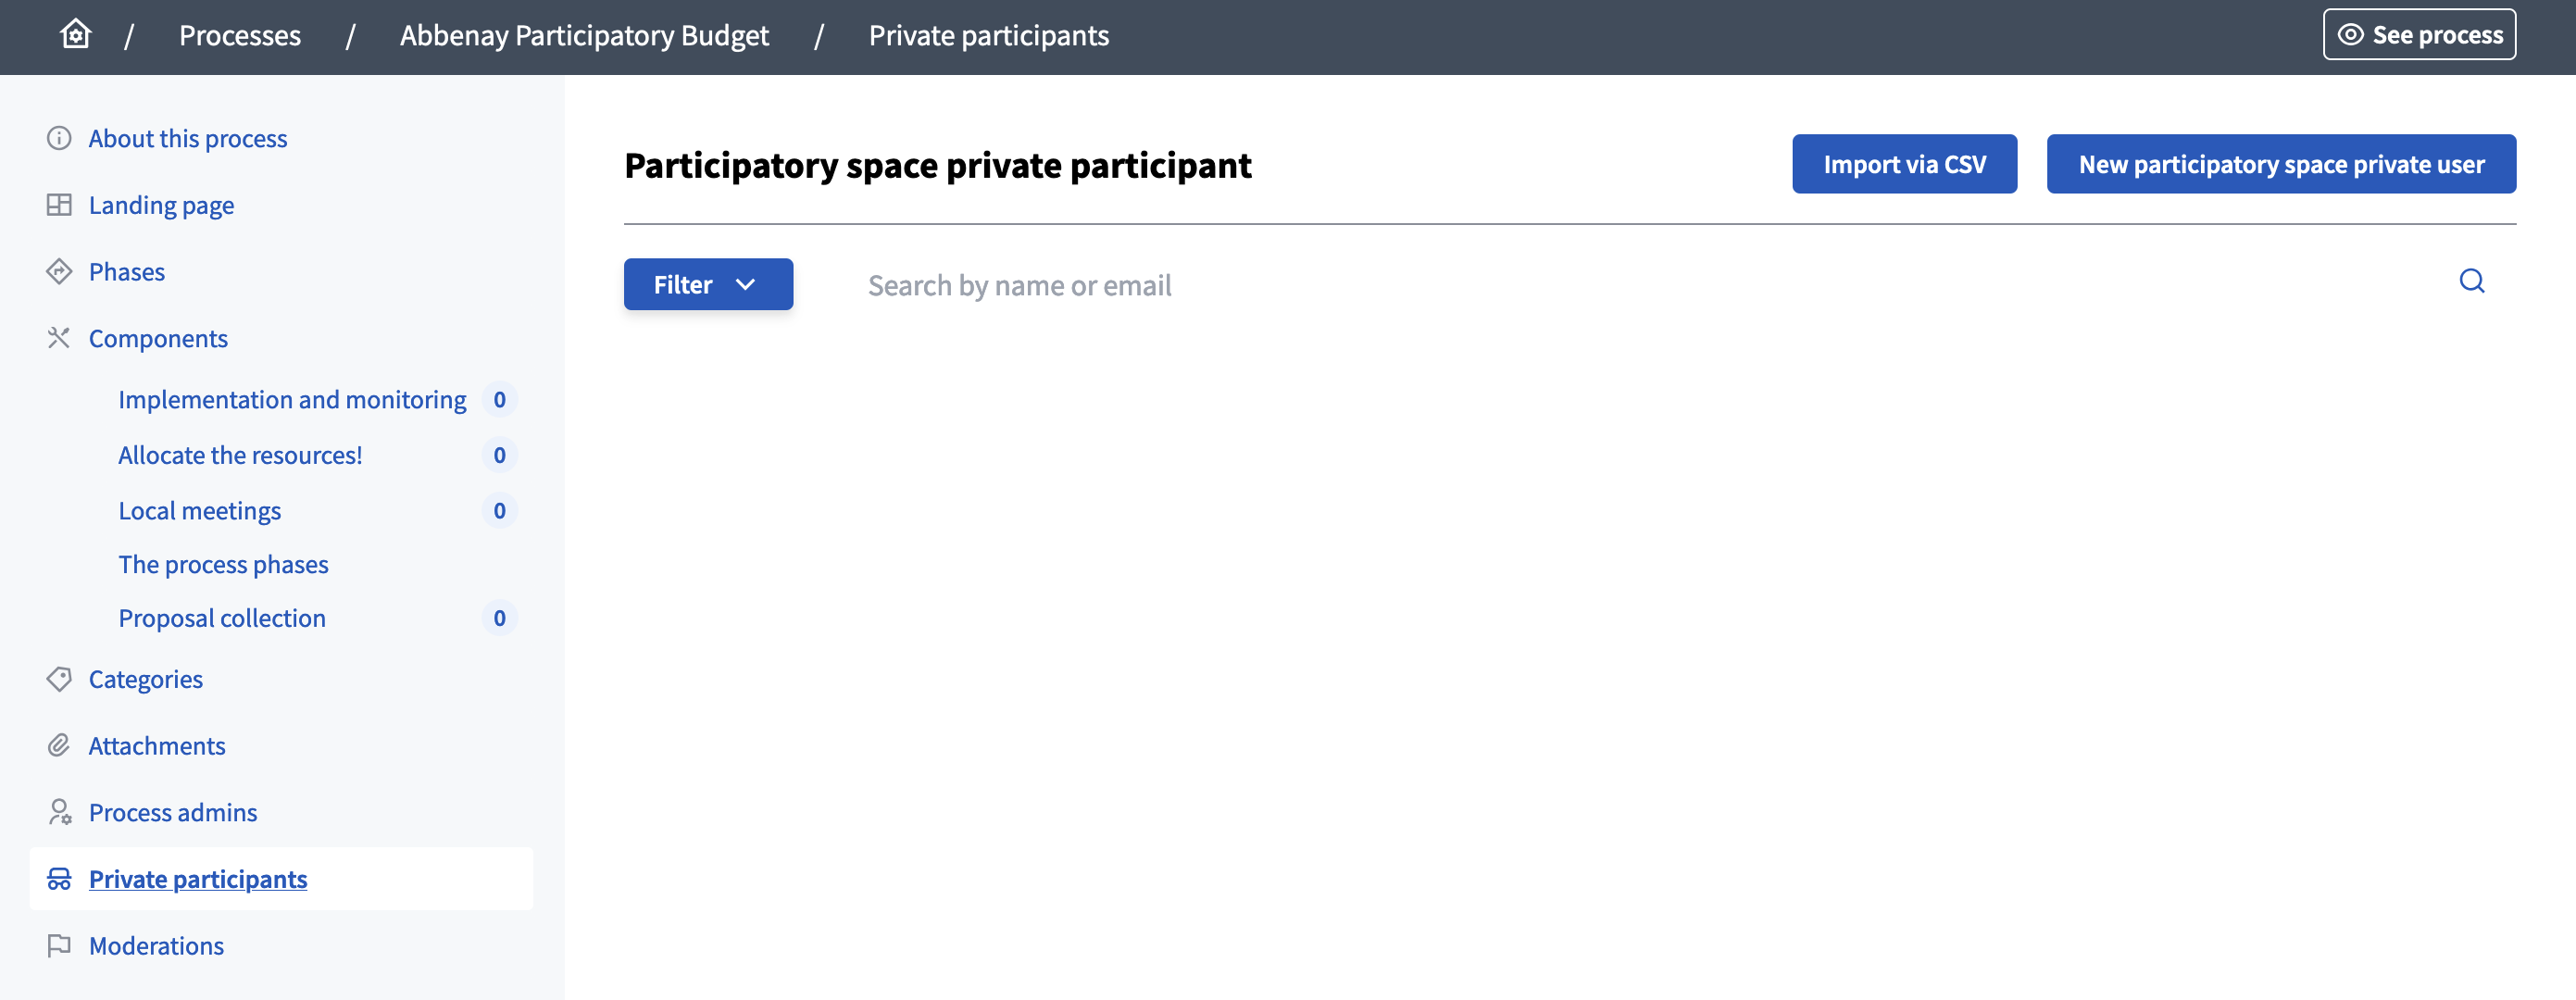 / Processes / Abbenay Participatory Budget / Private participants
See process
About this process
Landing page
Phases
Components
Implementation and monitoring 0
Allocate the resources! 0
Local meetings 0
The process phases
Proposal collection 0
Categories
Attachments
Process admins
Private participants
Moderations
Participatory space private participant
Import via CSV
New participatory space private user
Filter
Search by name or email